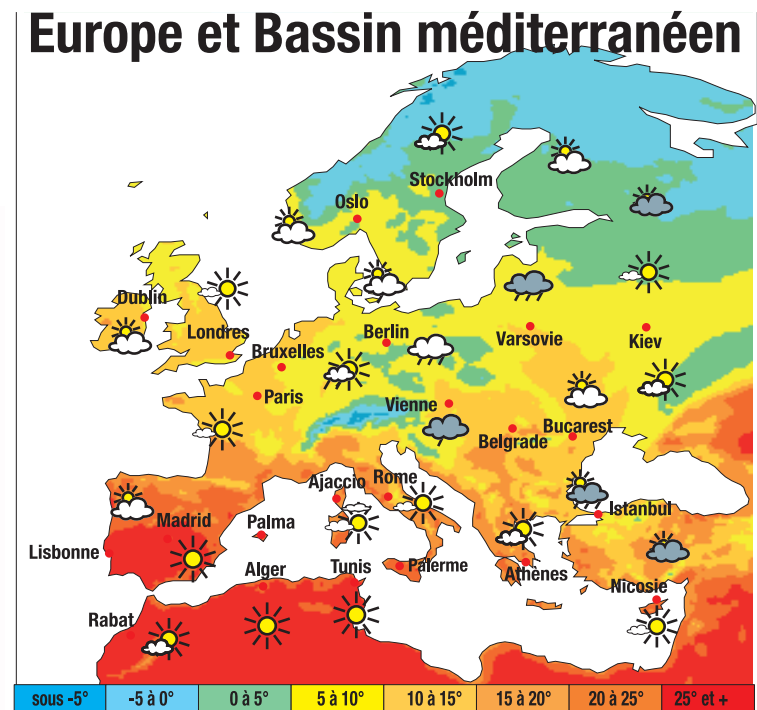 Europe et Bassin méditerranéen
Stockholm
Oslo
Dublin
Londres
Berlin
Varsovie
Kiev
Bruxelles
Paris
Vienne
Belgrade
Bucarest
Ajaccio
Rome
Istanbul
Madrid
Palma
Lisbonne
Alger
Tunis
Palerme
Athènes
Nicosie
Rabat
sous -5°
-5 à 0°
0 à 5°
5 à 10°
10 à 15°
15 à 20°
20 à 25°
25° et +